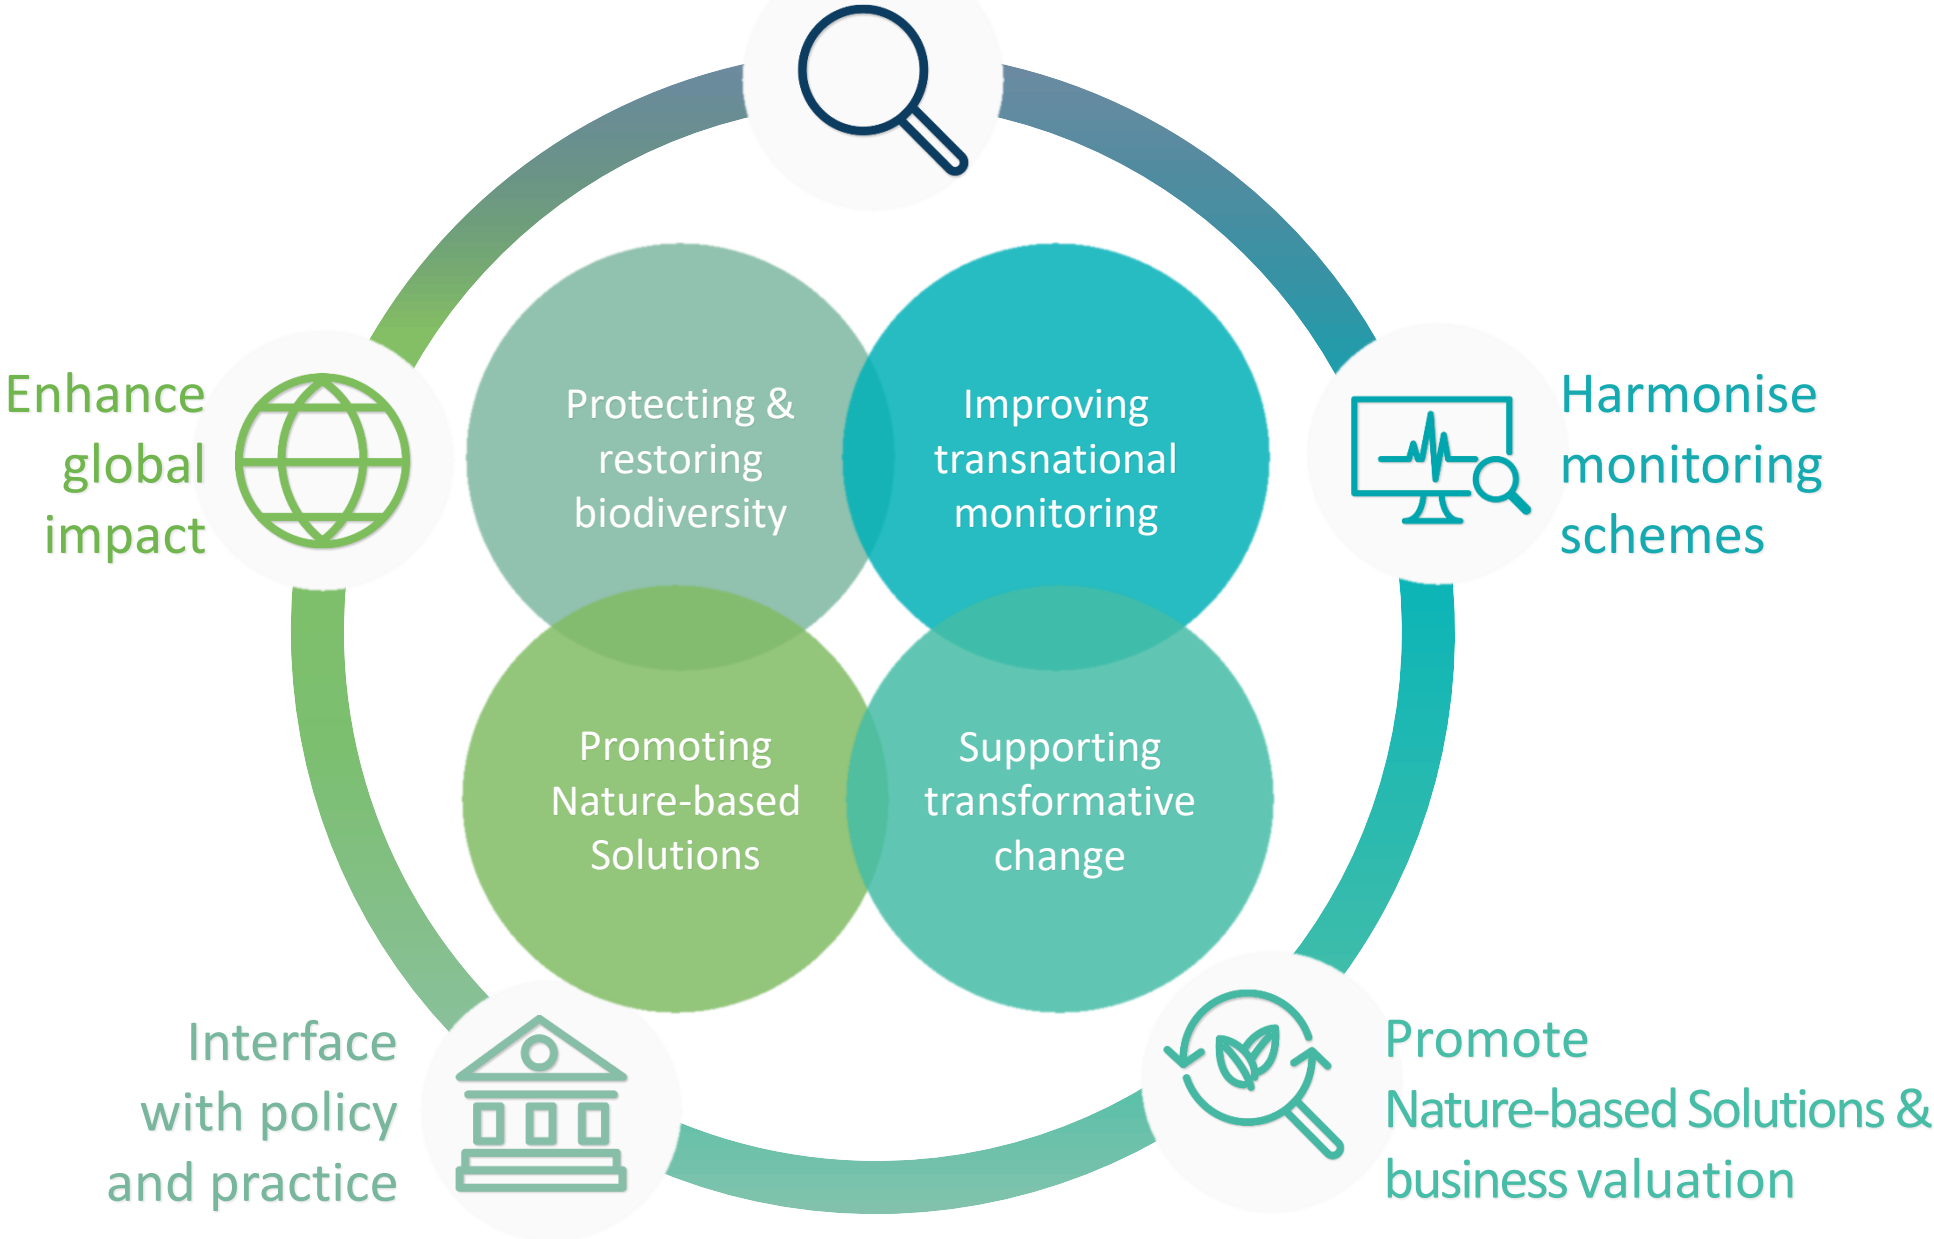 Enhance
global
impact
Protecting &
restoring
biodiversity
Improving
transnational
monitoring
Harmonise
monitoring
schemes
Promoting
Nature-based
Solutions
Supporting
transformative
change
Interface
with policy
and practice
Promote
Nature-based Solutions &
business valuation